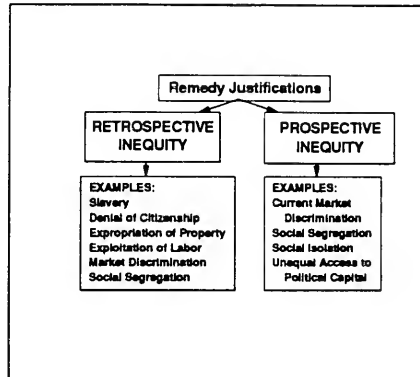 Remedy Justifications
RETROSPECTIVE
INEQUITY
EXAMPLES:
Slavery
Denial of Citizenship
Expropriation of Property
Exploitation of Labor
Market Discrimination
Social Segregation
PROSPECTIVE
INEQUITY
EXAMPLES:
Current Market
Discrimination
Social Segregation
Social Isolation
Unequal Access to
Political Capital